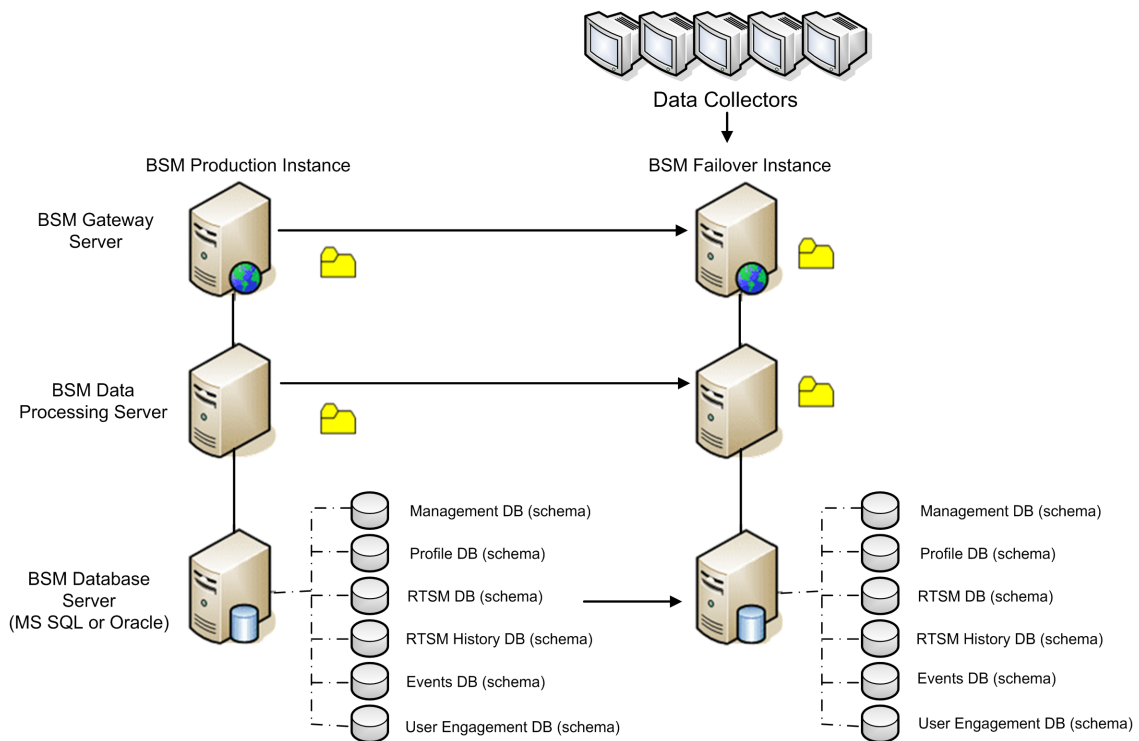 Data Collectors
BSM Production Instance
BSM Failover Instance
BSM Gateway
Server
BSM Data
Processing Server
BSM Database
Server
(MS SQL or Oracle)
Management DB (schema)
Profile DB (schema)
RTSM DB (schema)
RTSM History DB (schema)
Events DB (schema)
User Engagement DB (schema)
Management DB (schema)
Profile DB (schema)
RTSM DB (schema)
RTSM History DB (schema)
Events DB (schema)
User Engagement DB (schema)